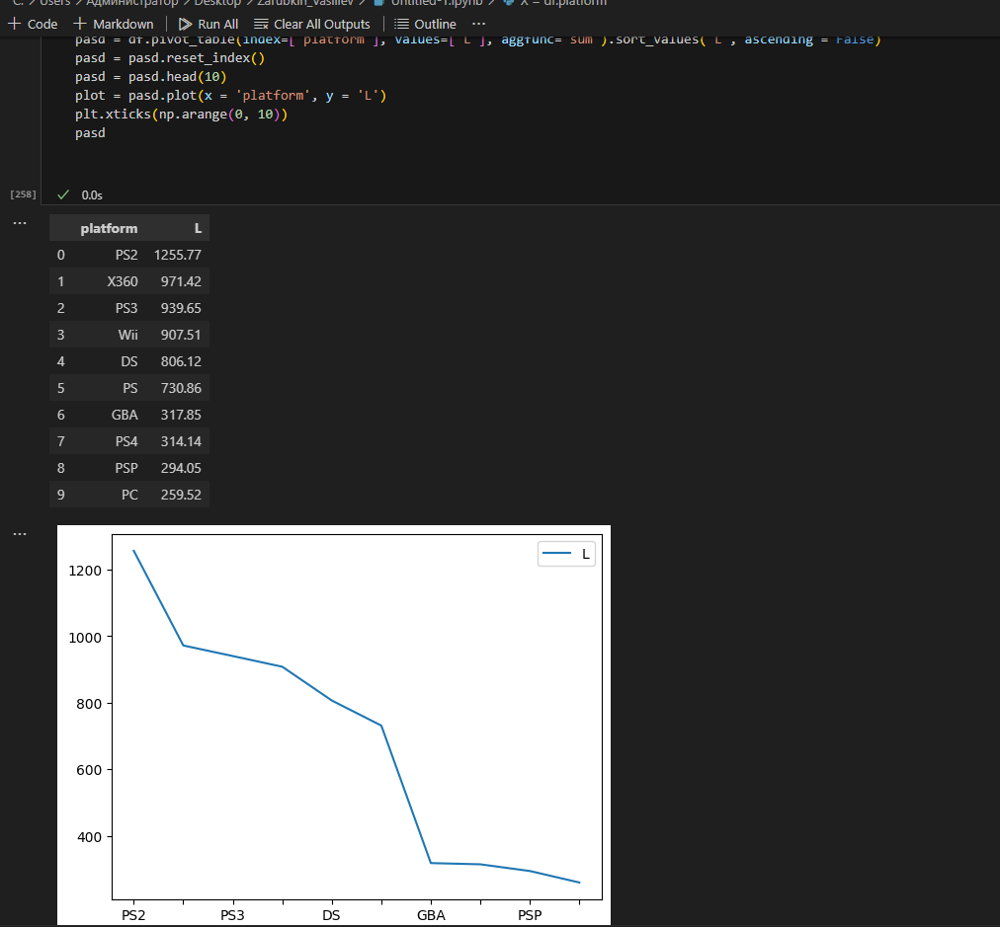 C: > Users > Администратор > Desktop > Zarubkin_Vasiliev > Untitled-1.ipynb > X = df.platform
+ Code + Markdown | Run All Clear All Outputs | Outline ...
pasd = df.pivot_table(index=['platform'], values=['L'], aggfunc='sum').sort_values('L', ascending = False)
pasd = pasd.reset_index()
pasd = pasd.head(10)
plot = pasd.plot(x = 'platform', y = 'L')
plt.xticks(np.arange(0, 10))
pasd
[258] ✓ 0.0s
...
platform L
0 PS2 1255.77
1 X360 971.42
2 PS3 939.65
3 Wii 907.51
4 DS 806.12
5 PS 730.86
6 GBA 317.85
7 PS4 314.14
8 PSP 294.05
9 PC 259.52
...
L
1200
1000
800
600
400
PS2 PS3 DS GBA PSP